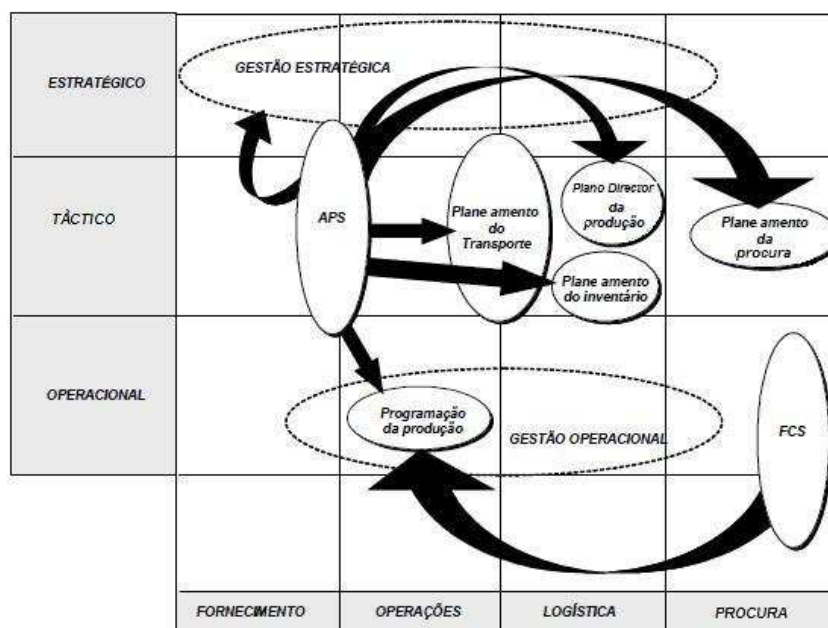 GESTÃO ESTRATÉGICA
ESTRATÉGICO
TÂCTICO
APS
Plane amento
do
Transporte
Plano Director
da
produção
Plane amento
do inventário
Plane amento
da
procura
OPERACIONAL
Programação
da produção
GESTÃO OPERACIONAL
FCS
FORNECIMENTO
OPERAÇÕES
LOGÍSTICA
PROCURA